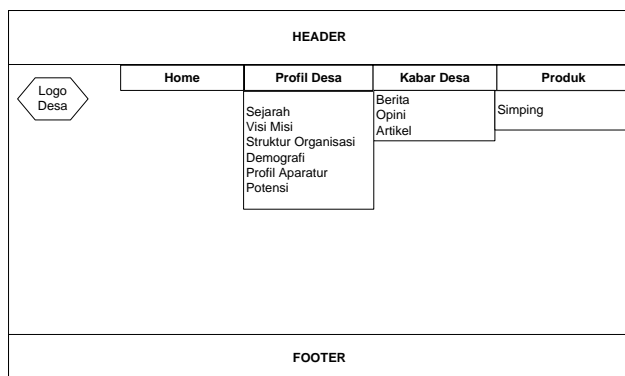 HEADER
Logo
Desa
Home
Profil Desa
Kabar Desa
Produk
Sejarah
Visi Misi
Struktur Organisasi
Demografi
Profil Aparatur
Potensi
Berita
Opini
Artikel
Simping
FOOTER